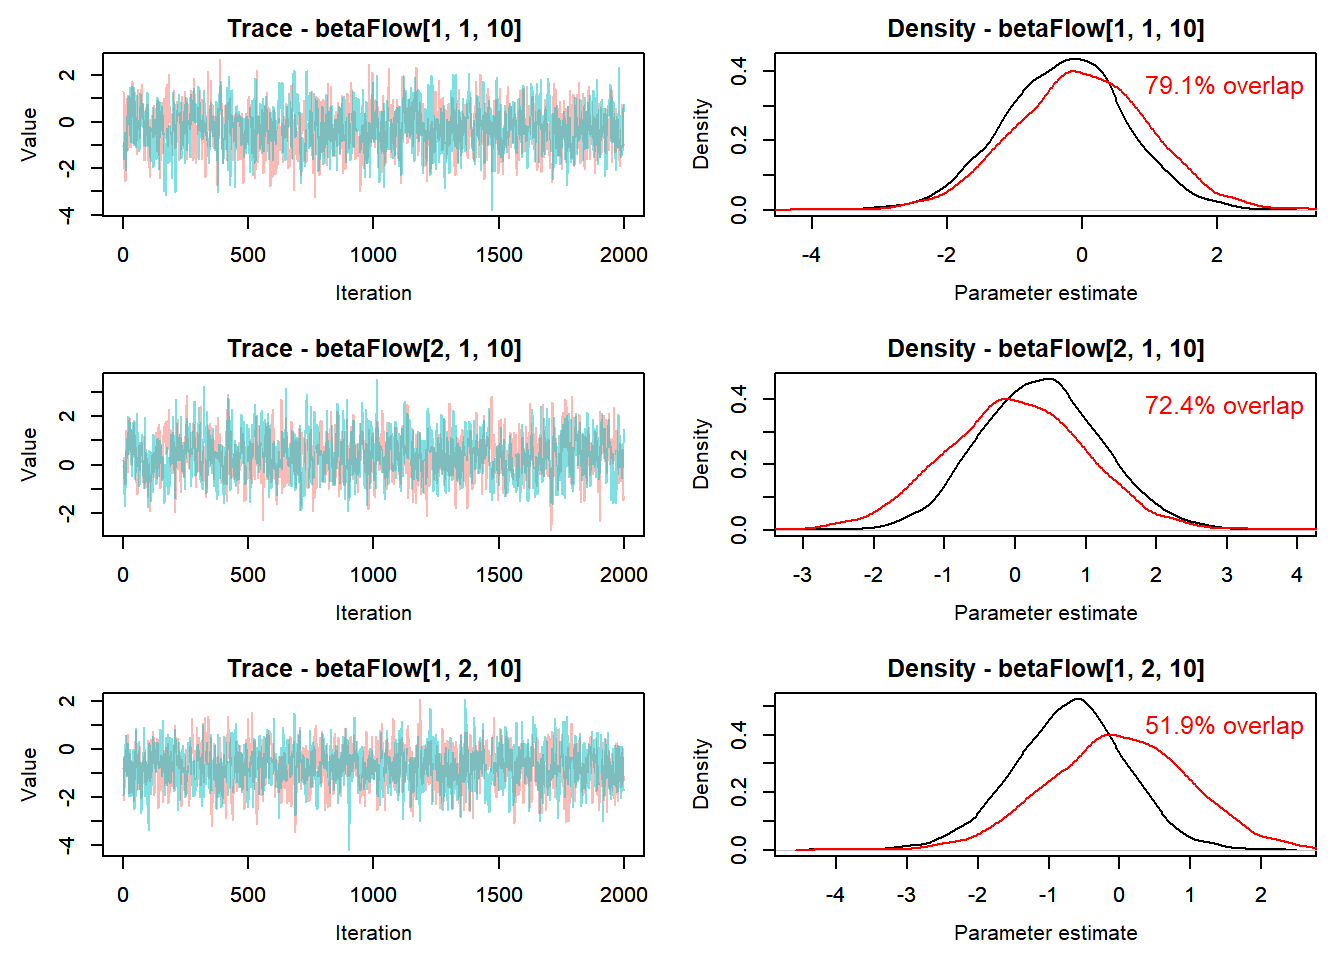 Trace - betaFlow[1, 1, 10]
Value
2
0
-2
-4
0 500 1000 1500 2000
Iteration
Density - betaFlow[1, 1, 10]
79.1% overlap
Density
0.4
0.2
0.0
-4 -2 0 2
Parameter estimate
Trace - betaFlow[2, 1, 10]
Value
2
0
-2
0 500 1000 1500 2000
Iteration
Density - betaFlow[2, 1, 10]
72.4% overlap
Density
0.4
0.2
0.0
-3 -2 -1 0 1 2 3 4
Parameter estimate
Trace - betaFlow[1, 2, 10]
Value
2
0
-2
-4
0 500 1000 1500 2000
Iteration
Density - betaFlow[1, 2, 10]
51.9% overlap
Density
0.4
0.2
0.0
-4 -3 -2 -1 0 1 2
Parameter estimate